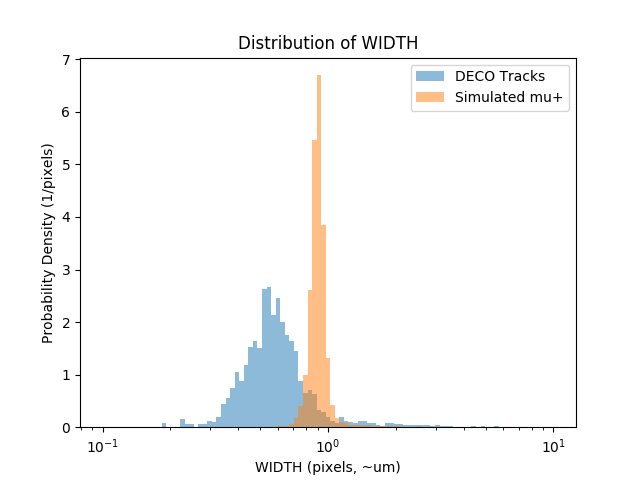 Distribution of WIDTH
DECO Tracks
Simulated mu+
Probability Density (1/pixels)
7
6
5
4
3
2
1
0
10⁻¹
10⁰
10¹
WIDTH (pixels, ~um)